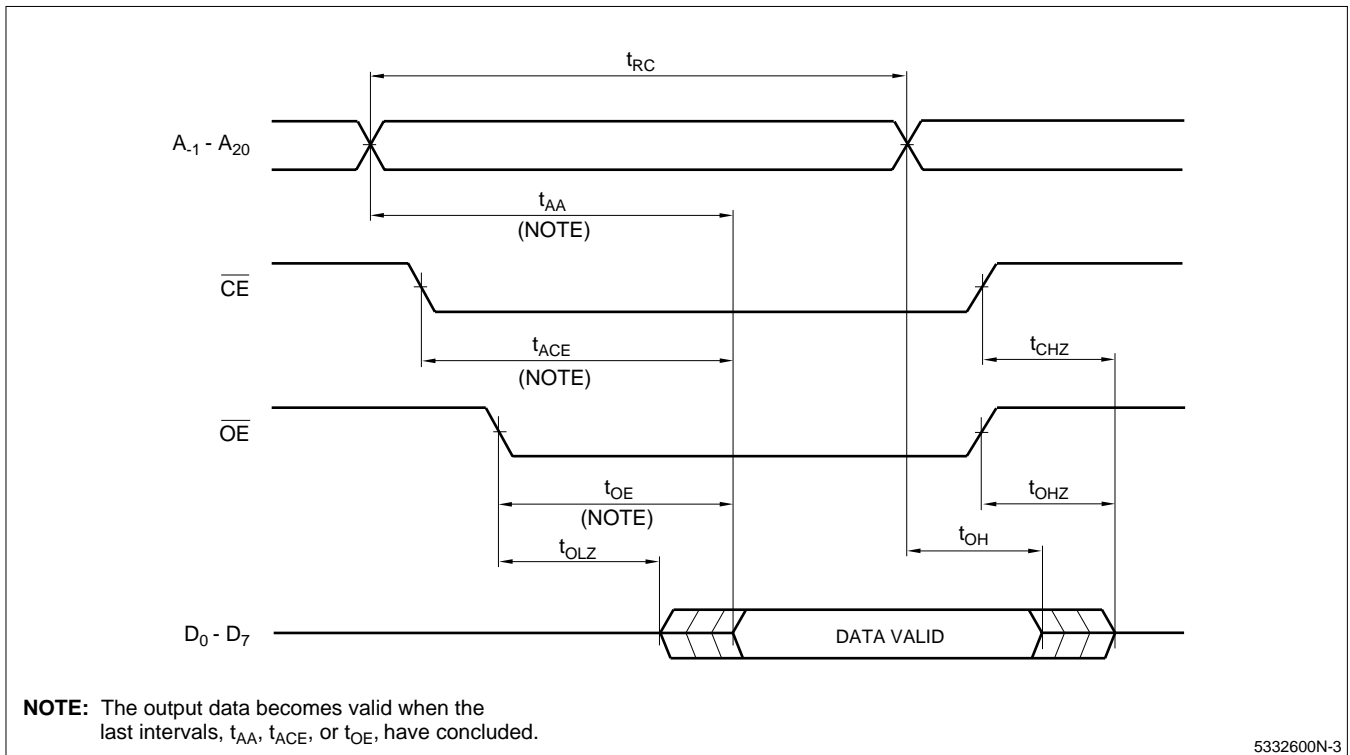 tRC
A-1 - A20
tAA
(NOTE)
CE
tACE
(NOTE)
tCHZ
OE
tOE
(NOTE)
tOHZ
tOLZ
tOH
D0 - D7
DATA VALID
NOTE: The output data becomes valid when the
last intervals, tAA, tACE, or tOE, have concluded.
5332600N-3